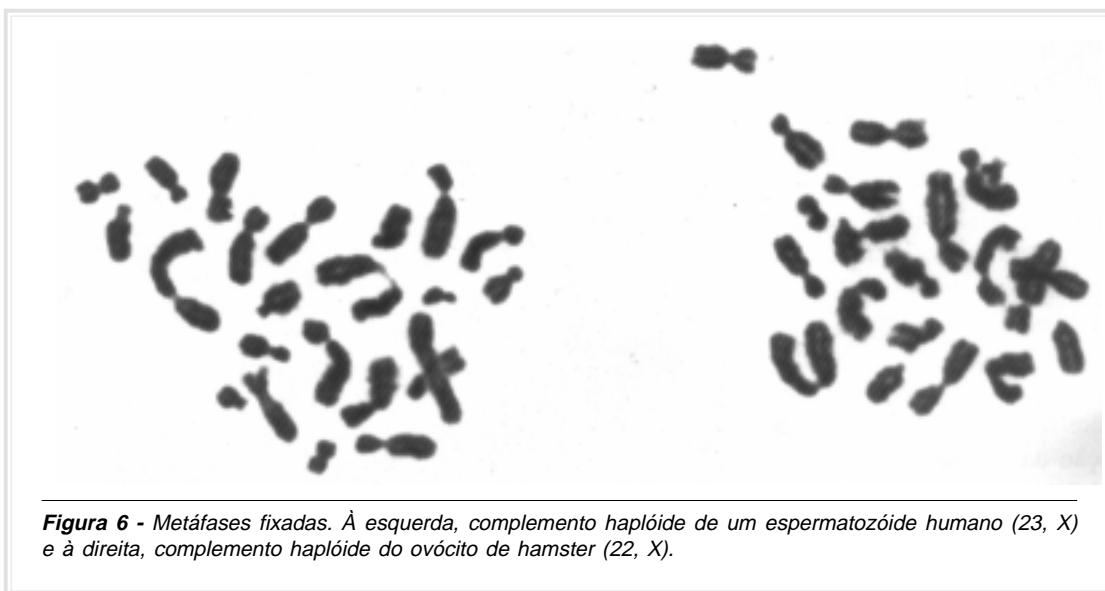 Figura 6 - Metáfases fixadas. À esquerda, complemento haplóide de um espermatozóide humano (23, X)
e à direita, complemento haplóide do ovócito de hamster (22, X).